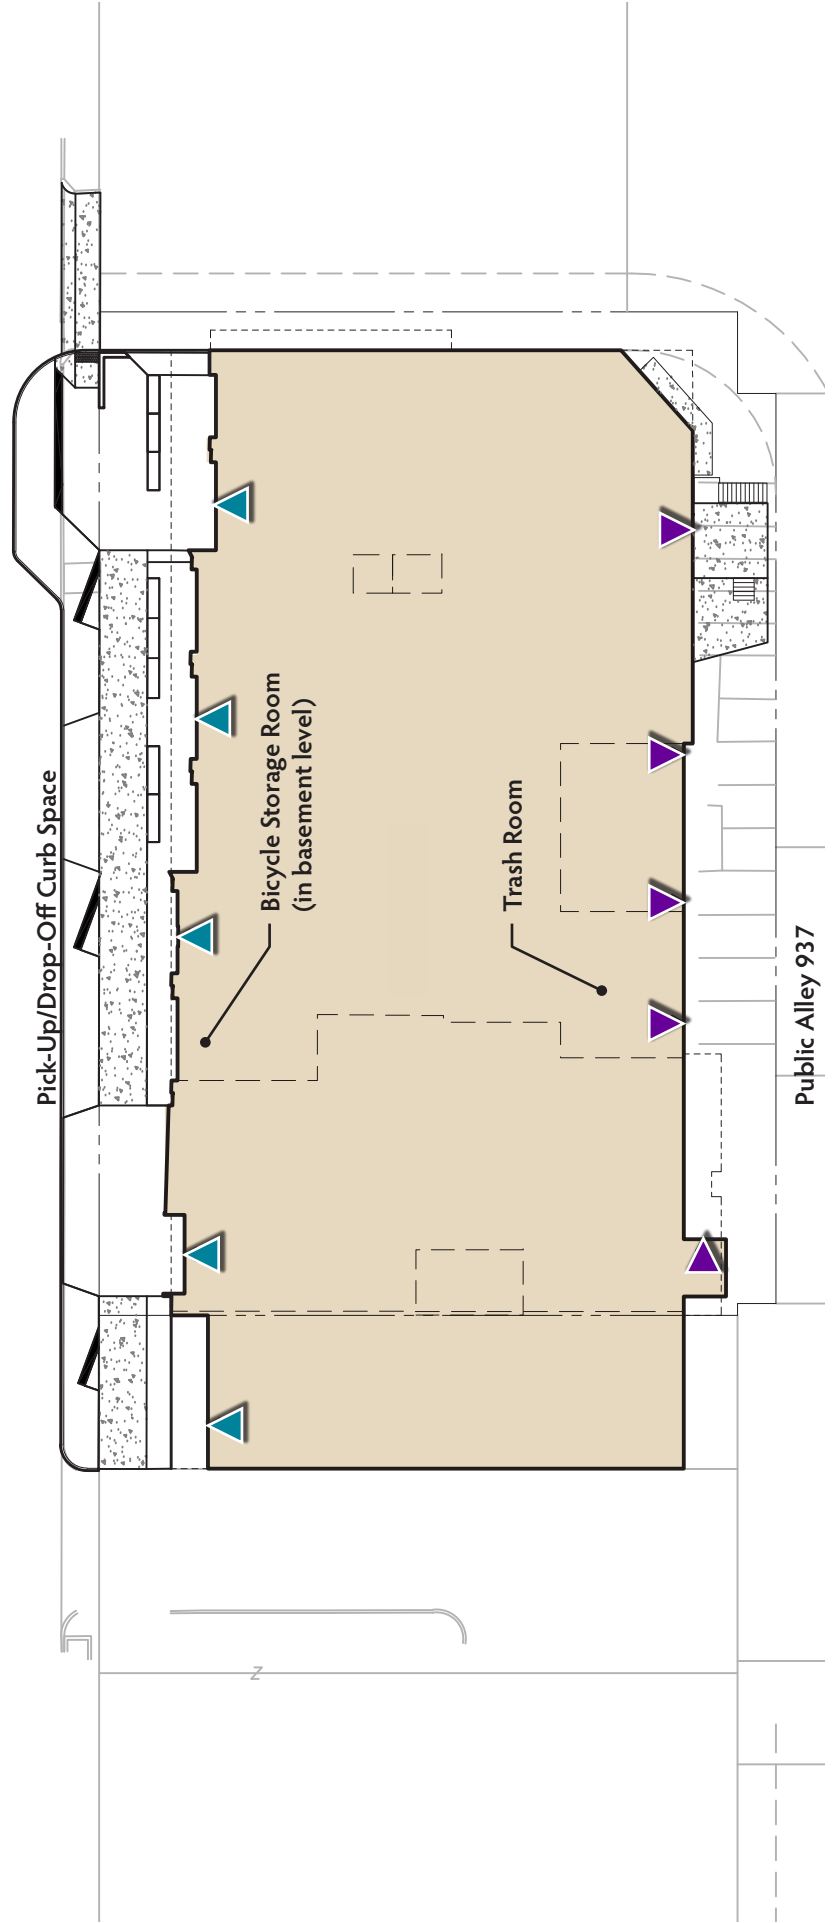 Pick-Up/Drop-Off Curb Space
Bicycle Storage Room
(in basement level)
Trash Room
Public Alley 937
Z